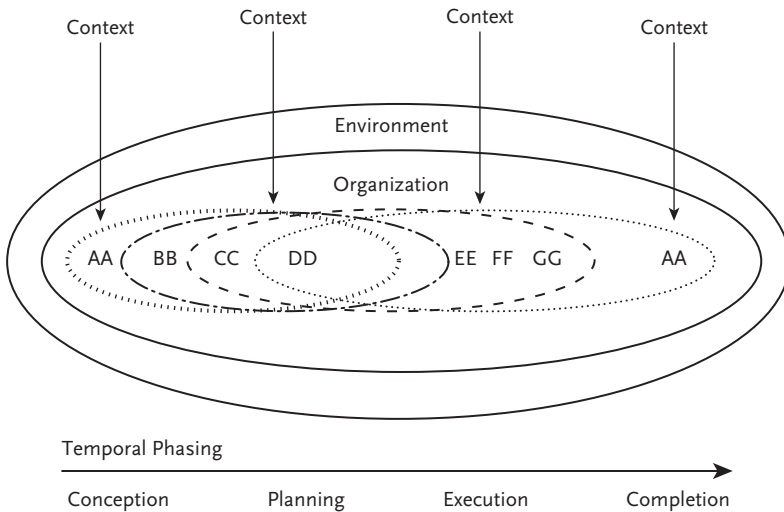 Context Context Context Context
Environment
Organization
AA BB CC DD EE FF GG AA
Temporal Phasing
Conception Planning Execution Completion